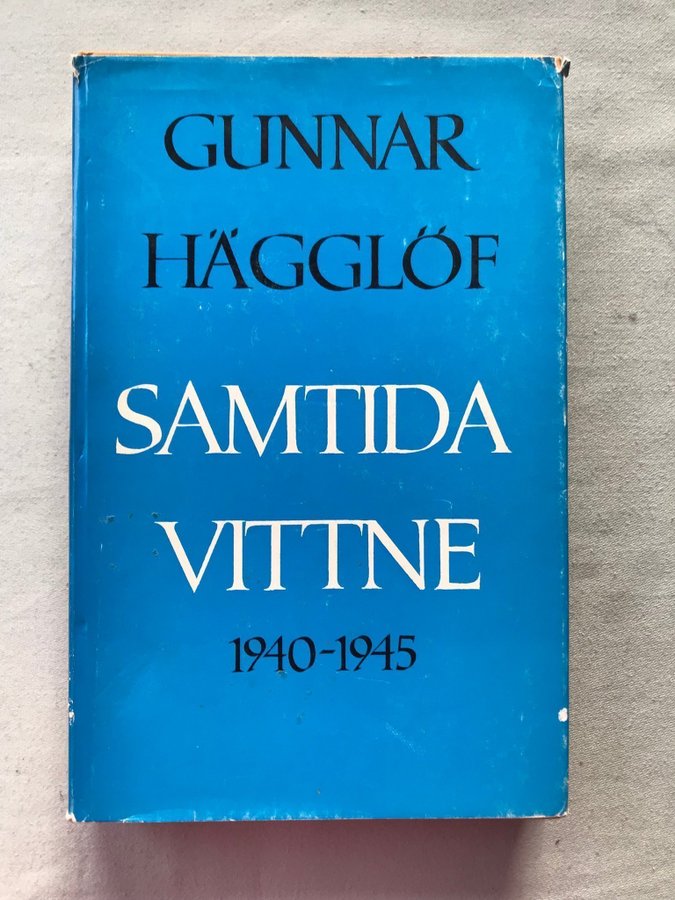 GUNNAR
HÄGGLÖF
SAMTIDA
VITTNE
1940-1945